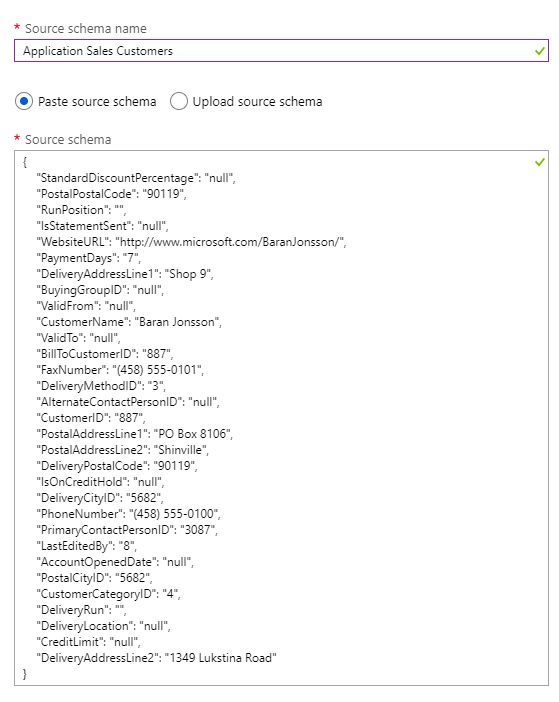 * Source schema name
Application Sales Customers
Paste source schema Upload source schema
* Source schema
{
"StandardDiscountPercentage": "null",
"PostalPostalCode": "90119",
"RunPosition": "",
"IsStatementSent": "null",
"WebsiteURL": "http://www.microsoft.com/BaranJonsson/",
"PaymentDays": "7",
"DeliveryAddressLine1": "Shop 9",
"BuyingGroupID": "null",
"ValidFrom": "null",
"CustomerName": "Baran Jonsson",
"ValidTo": "null",
"BillToCustomerID": "887",
"FaxNumber": "(458) 555-0101",
"DeliveryMethodID": "3",
"AlternateContactPersonID": "null",
"CustomerID": "887",
"PostalAddressLine1": "PO Box 8106",
"PostalAddressLine2": "Shinville",
"DeliveryPostalCode": "90119",
"IsOnCreditHold": "null",
"DeliveryCityID": "5682",
"PhoneNumber": "(458) 555-0100",
"PrimaryContactPersonID": "3087",
"LastEditedBy": "8",
"AccountOpenedDate": "null",
"PostalCityID": "5682",
"CustomerCategoryID": "4",
"DeliveryRun": "",
"DeliveryLocation": "null",
"CreditLimit": "null",
"DeliveryAddressLine2": "1349 Lukstina Road"
}